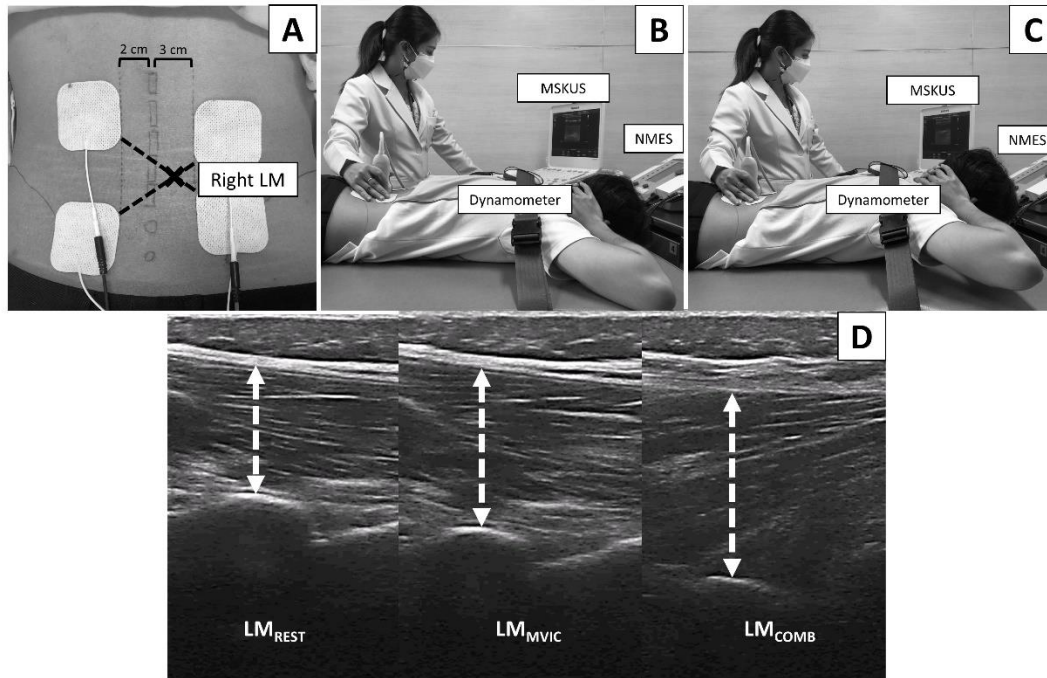 A
2 cm
3 cm
Right LM
B
MSKUS
NMES
Dynamometer
C
MSKUS
NMES
Dynamometer
D
LMREST
LMMVIC
LMCOMB